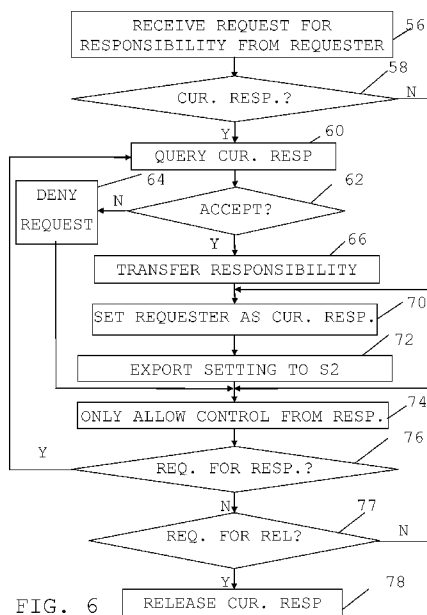 RECEIVE REQUEST FOR
RESPONSIBILITY FROM REQUESTER
56
58
CUR. RESP.?
N
Y
60
QUERY CUR. RESP
64
DENY
REQUEST
N
62
ACCEPT?
Y
66
TRANSFER RESPONSIBILITY
70
SET REQUESTER AS CUR. RESP.
72
EXPORT SETTING TO S2
74
ONLY ALLOW CONTROL FROM RESP.
76
Y
REQ. FOR RESP.?
N
77
REQ. FOR REL?
N
Y
78
RELEASE CUR. RESP
FIG. 6